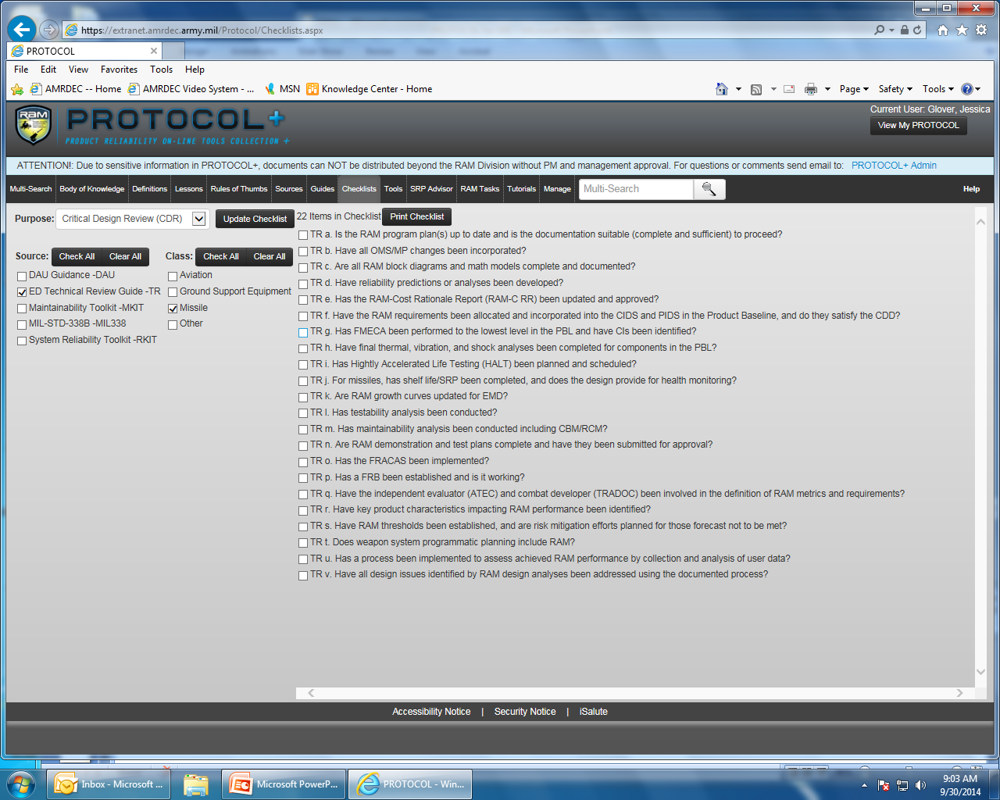 https://extranet.amrdec.army.mil/Protocol/Checklists.aspx
PROTOCOL
File Edit View Favorites Tools Help
AMRDEC -- Home AMRDEC Video System - ... MSN Knowledge Center - Home Page Safety Tools
RAM PROTOCOL+
PRODUCT RELIABILITY ON-LINE TOOLS COLLECTION +
Current User: Glover, Jessica
View My PROTOCOL
ATTENTION!: Due to sensitive information in PROTOCOL+, documents can NOT be distributed beyond the RAM Division without PM and management approval. For questions or comments send email to: PROTOCOL+ Admin
Multi-Search Body of Knowledge Definitions Lessons Rules of Thumbs Sources Guides Checklists Tools SRP Advisor RAM Tasks Tutorials Manage Multi-Search Help
Purpose: Critical Design Review (CDR) Update Checklist
Source: Check All Clear All Class: Check All Clear All
DAU Guidance -DAU Aviation
ED Technical Review Guide -TR Ground Support Equipment
Maintainability Toolkit -MKIT Missile
MIL-STD-338B -MIL338 Other
System Reliability Toolkit -RKIT
22 Items in Checklist Print Checklist
TR a. Is the RAM program plan(s) up to date and is the documentation suitable (complete and sufficient) to proceed?
TR b. Have all OMS/MP changes been incorporated?
TR c. Are all RAM block diagrams and math models complete and documented?
TR d. Have reliability predictions or analyses been developed?
TR e. Has the RAM-Cost Rationale Report (RAM-C RR) been updated and approved?
TR f. Have the RAM requirements been allocated and incorporated into the CIDS and PIDS in the Product Baseline, and do they satisfy the CDD?
TR g. Has FMECA been performed to the lowest level in the PBL and have CIs been identified?
TR h. Have final thermal, vibration, and shock analyses been completed for components in the PBL?
TR i. Has Hightly Accelerated Life Testing (HALT) been planned and scheduled?
TR j. For missiles, has shelf life/SRP been completed, and does the design provide for health monitoring?
TR k. Are RAM growth curves updated for EMD?
TR l. Has testability analysis been conducted?
TR m. Has maintainability analysis been conducted including CBM/RCM?
TR n. Are RAM demonstration and test plans complete and have they been submitted for approval?
TR o. Has the FRACAS been implemented?
TR p. Has a FRB been established and is it working?
TR q. Have the independent evaluator (ATEC) and combat developer (TRADOC) been involved in the definition of RAM metrics and requirements?
TR r. Have key product characteristics impacting RAM performance been identified?
TR s. Have RAM thresholds been established, and are risk mitigation efforts planned for those forecast not to be met?
TR t. Does weapon system programmatic planning include RAM?
TR u. Has a process been implemented to assess achieved RAM performance by collection and analysis of user data?
TR v. Have all design issues identified by RAM design analyses been addressed using the documented process?
Accessibility Notice | Security Notice | iSalute
Inbox - Microsoft ... Microsoft PowerP... PROTOCOL - Win...
9:03 AM
9/30/2014